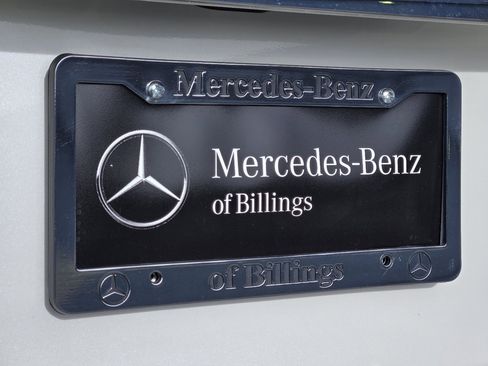 Mercedes-Benz
Mercedes-Benz
of Billings
of Billings